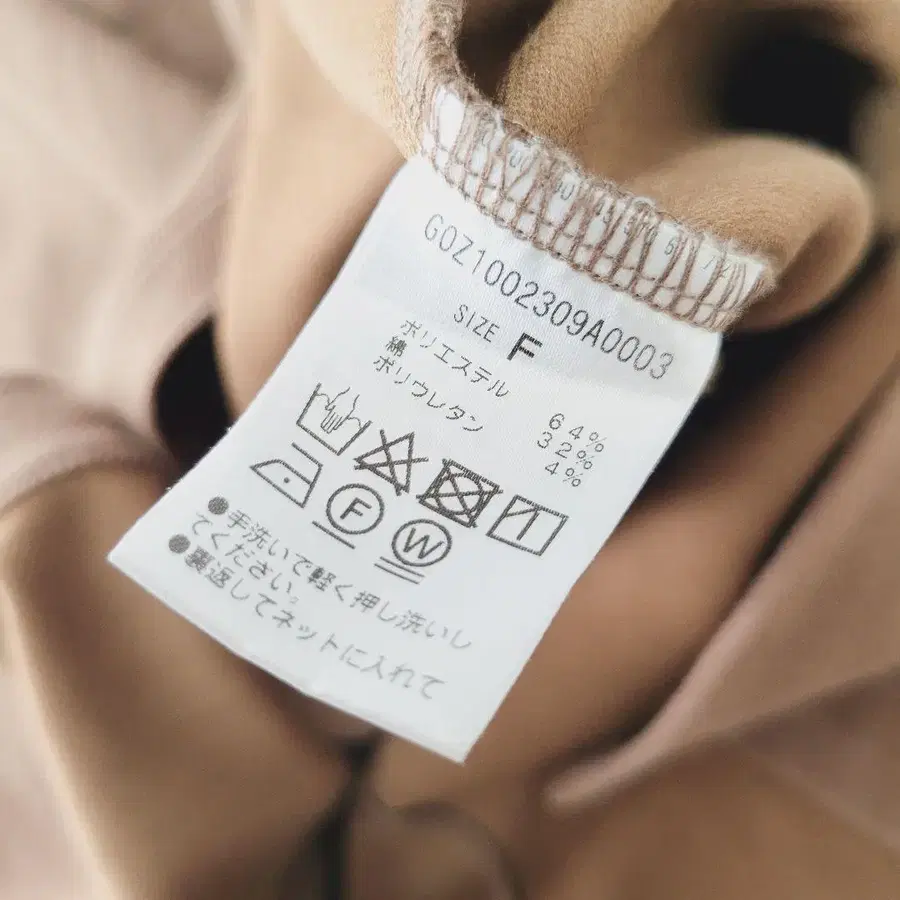 G0Z1002309A0003
SIZE F
ポリエステル 64%
綿 32%
ポリウレタン 4%
F
W
●手洗いで軽く押し洗いし
てください。
●裏返してネットに入れて